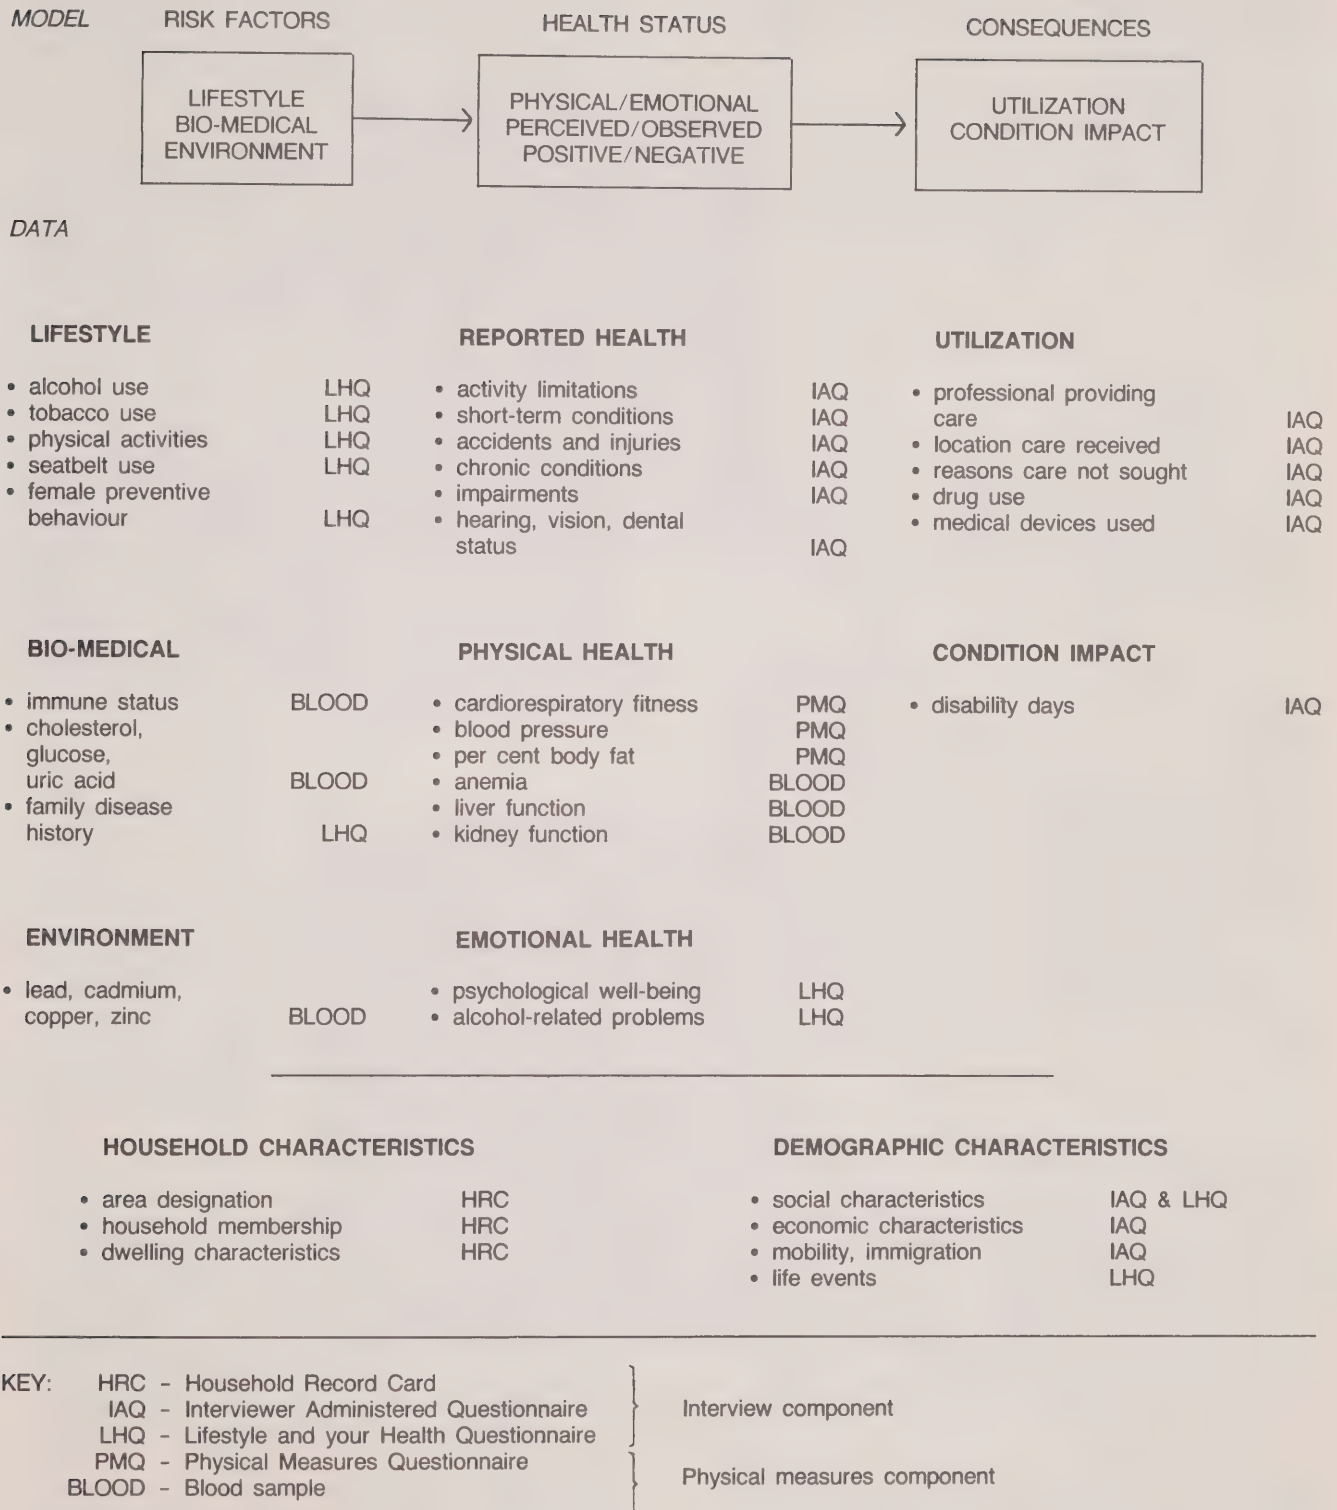 MODEL RISK FACTORS HEALTH STATUS CONSEQUENCES
LIFESTYLE
BIO-MEDICAL
ENVIRONMENT
PHYSICAL/EMOTIONAL
PERCEIVED/OBSERVED
POSITIVE/NEGATIVE
UTILIZATION
CONDITION IMPACT
DATA
LIFESTYLE
• alcohol use LHQ
• tobacco use LHQ
• physical activities LHQ
• seatbelt use LHQ
• female preventive
behaviour LHQ
REPORTED HEALTH
• activity limitations IAQ
• short-term conditions IAQ
• accidents and injuries IAQ
• chronic conditions IAQ
• impairments IAQ
• hearing, vision, dental
status IAQ
UTILIZATION
• professional providing
care IAQ
• location care received IAQ
• reasons care not sought IAQ
• drug use IAQ
• medical devices used IAQ
BIO-MEDICAL
• immune status BLOOD
• cholesterol,
glucose,
uric acid BLOOD
• family disease
history LHQ
PHYSICAL HEALTH
• cardiorespiratory fitness PMQ
• blood pressure PMQ
• per cent body fat PMQ
• anemia BLOOD
• liver function BLOOD
• kidney function BLOOD
CONDITION IMPACT
• disability days IAQ
ENVIRONMENT
• lead, cadmium,
copper, zinc BLOOD
EMOTIONAL HEALTH
• psychological well-being LHQ
• alcohol-related problems LHQ
HOUSEHOLD CHARACTERISTICS
• area designation HRC
• household membership HRC
• dwelling characteristics HRC
DEMOGRAPHIC CHARACTERISTICS
• social characteristics IAQ & LHQ
• economic characteristics IAQ
• mobility, immigration IAQ
• life events LHQ
KEY: HRC – Household Record Card
IAQ – Interviewer Administered Questionnaire
LHQ – Lifestyle and your Health Questionnaire
Interview component
PMQ – Physical Measures Questionnaire
BLOOD – Blood sample
Physical measures component